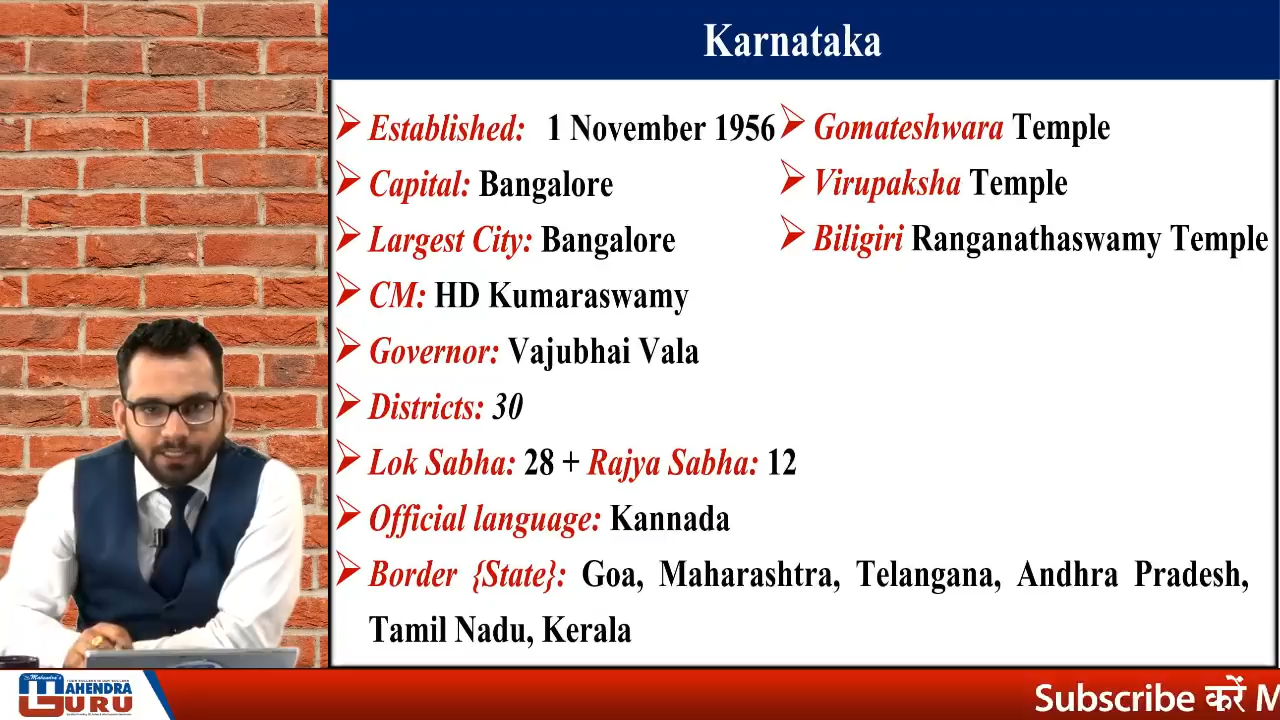 Karnataka
Established: 1 November 1956
Capital: Bangalore
Largest City: Bangalore
CM: HD Kumaraswamy
Governor: Vajubhai Vala
Districts: 30
Lok Sabha: 28 + Rajya Sabha: 12
Official language: Kannada
Border {State}: Goa, Maharashtra, Telangana, Andhra Pradesh,
Tamil Nadu, Kerala
Gomateshwara Temple
Virupaksha Temple
Biligiri Ranganathaswamy Temple
Mahendra's
MAHENDRA
GURU
Subscribe करें M